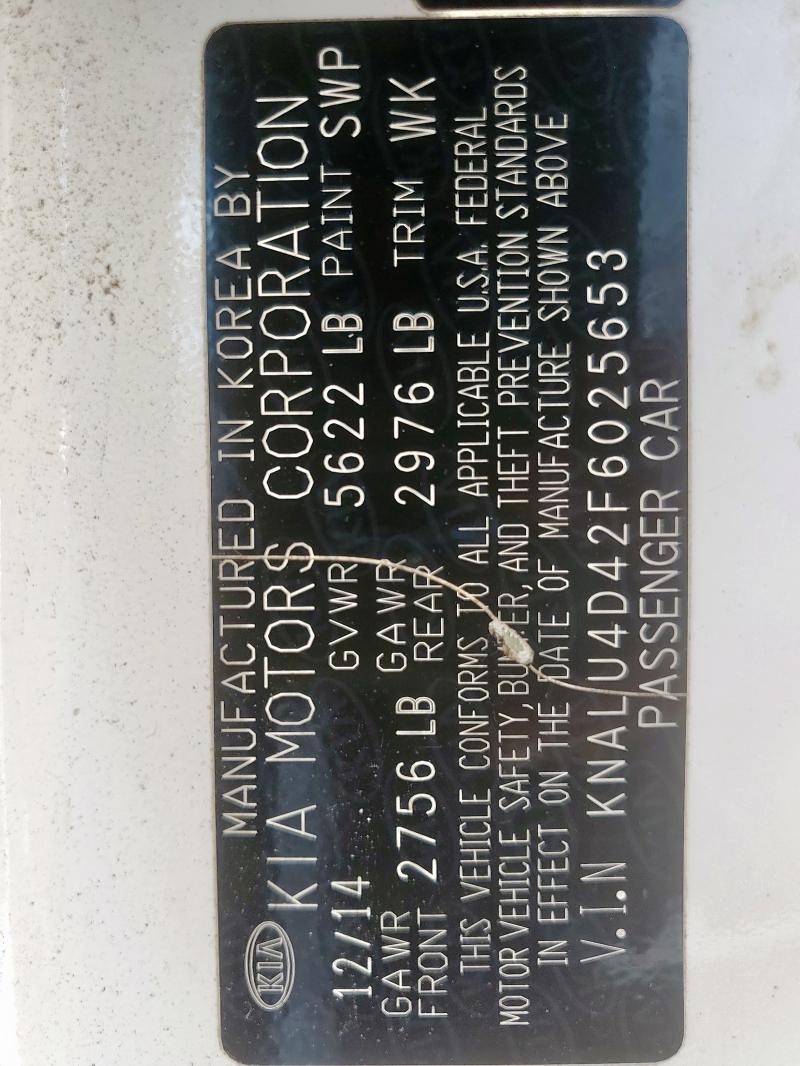 MANUFACTURED IN KOREA BY
KIA KIA MOTORS CORPORATION
12/14 GVWR 5622 LB PAINT SWP
GAWR FRONT 2756 LB GAWR REAR 2976 LB TRIM WK
THIS VEHICLE CONFORMS TO ALL APPLICABLE U.S.A. FEDERAL
MOTOR VEHICLE SAFETY, BUMPER, AND THEFT PREVENTION STANDARDS
IN EFFECT ON THE DATE OF MANUFACTURE SHOWN ABOVE
V.I.N KNALU4D42F6025653
PASSENGER CAR